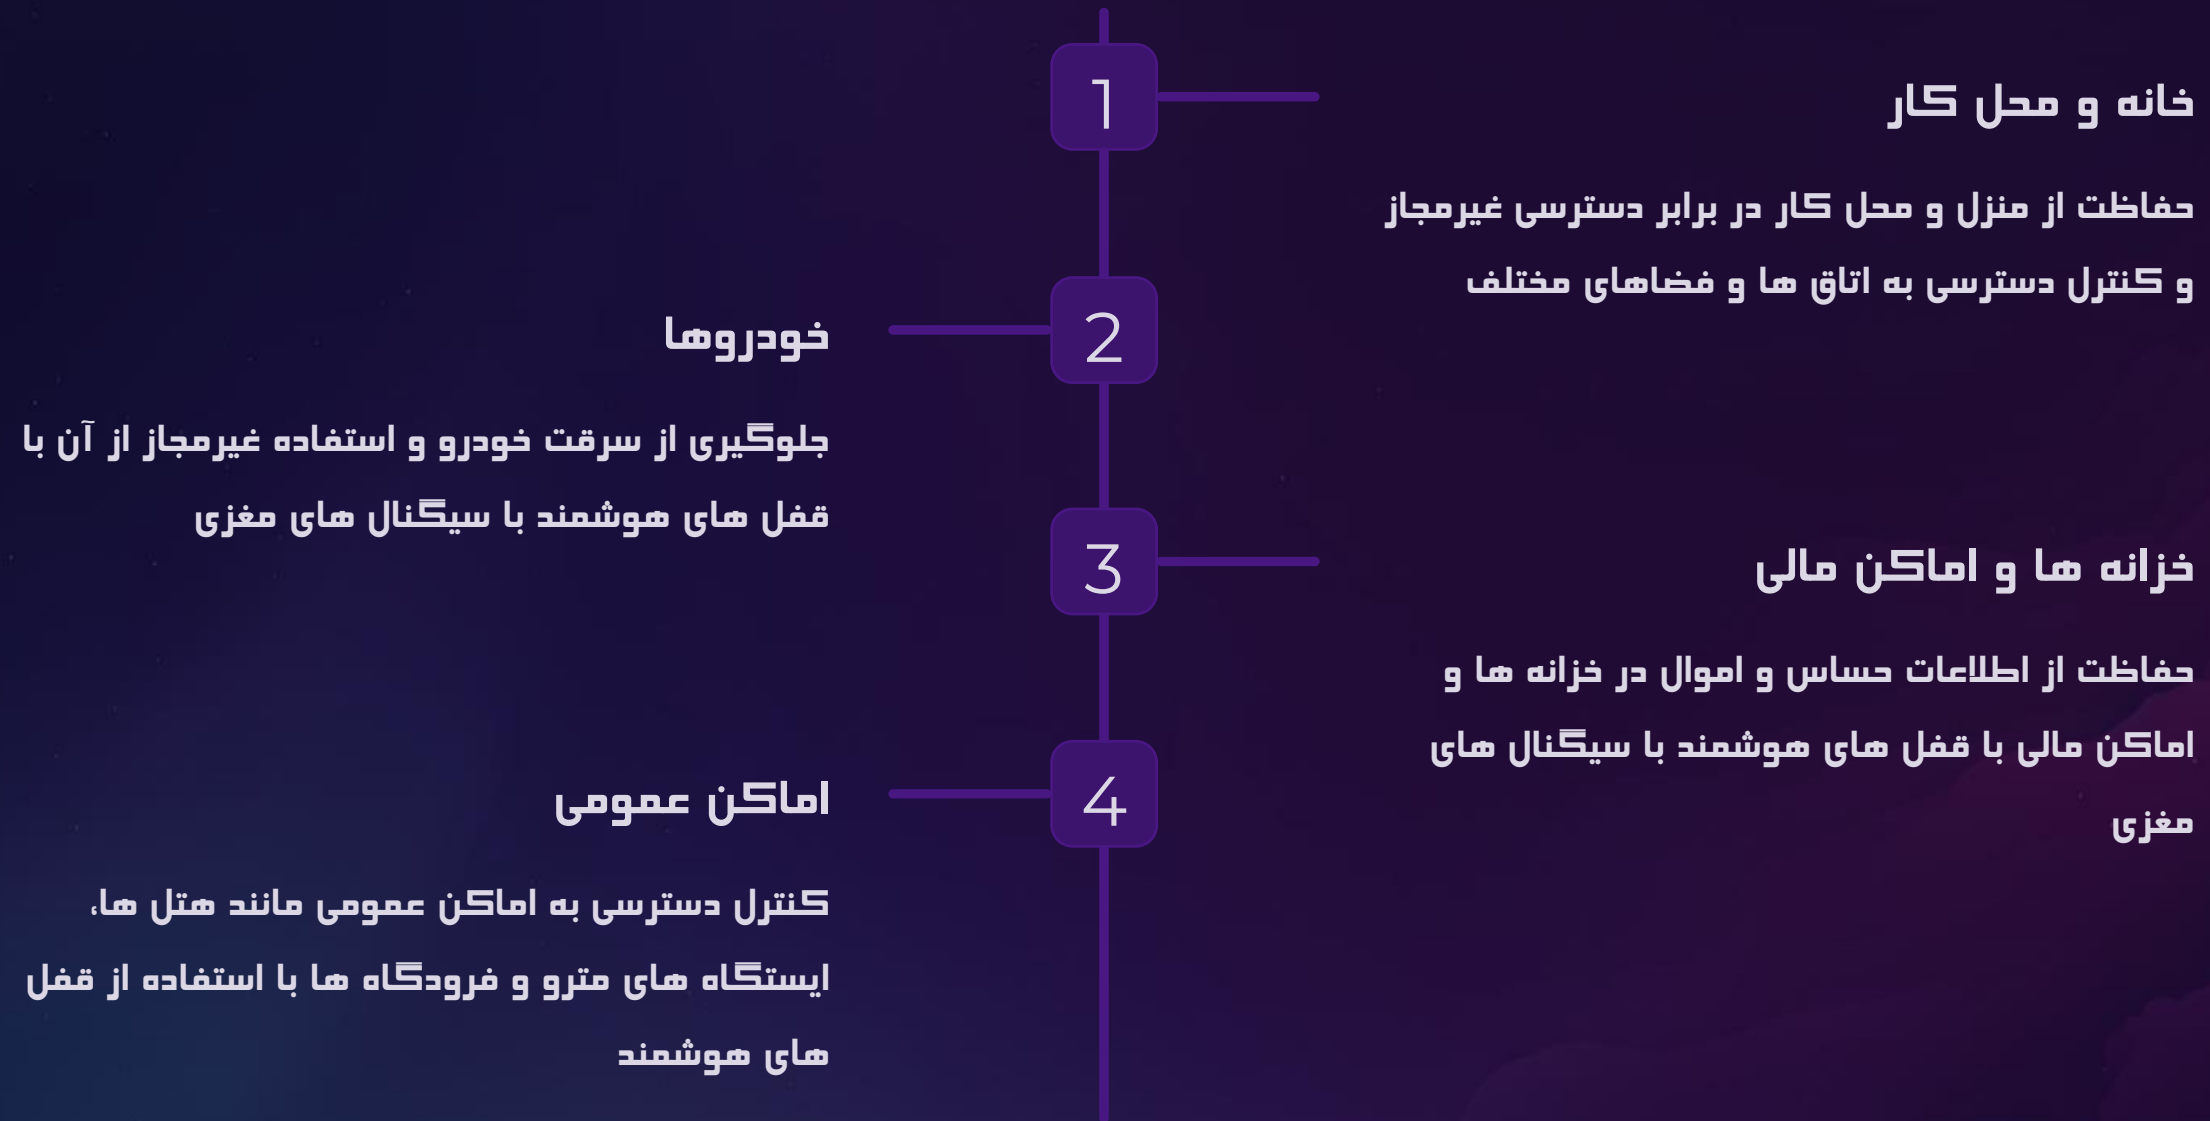 1
خانه و محل کار
حفاظت از منزل و محل کار در برابر دسترسی غیرمجاز
و کنترل دسترسی به اتاق ها و فضاهای مختلف
2
خودروها
جلوگیری از سرقت خودرو و استفاده غیرمجاز از آن با
قفل های هوشمند با سیگنال های مغزی
3
خزانه ها و اماکن مالی
حفاظت از اطلاعات حساس و اموال در خزانه ها و
اماکن مالی با قفل های هوشمند با سیگنال های
مغزی
4
اماکن عمومی
کنترل دسترسی به اماکن عمومی مانند هتل ها،
ایستگاه های مترو و فرودگاه ها با استفاده از قفل
های هوشمند